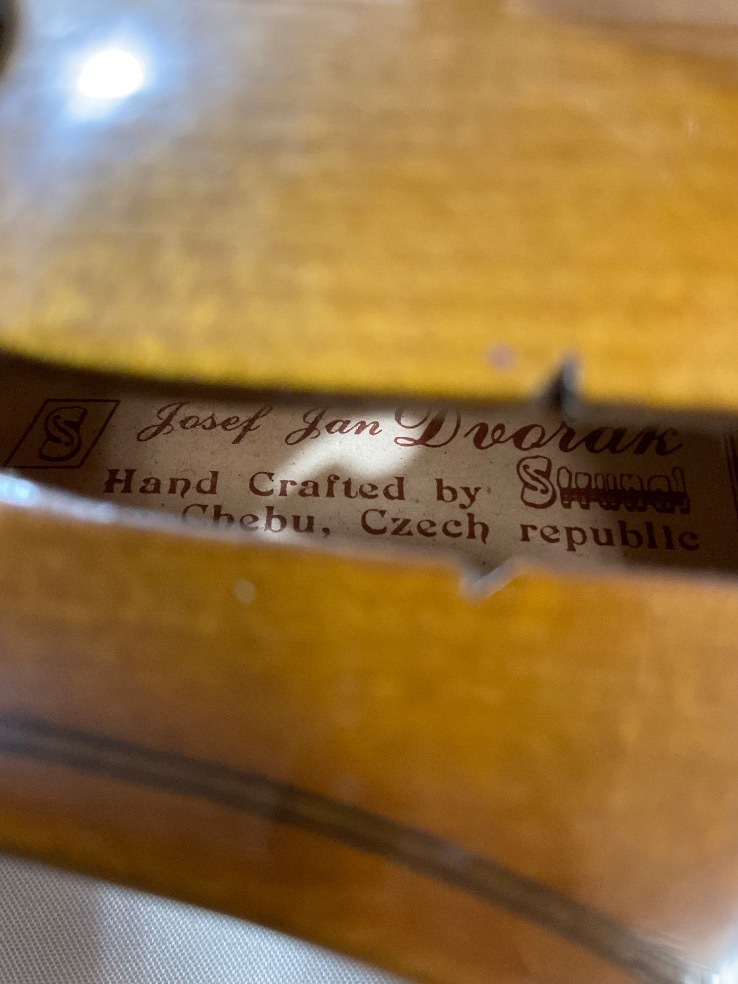 S
Josef Jan Dvorak
Hand Crafted by Strunal
Chebu, Czech republic